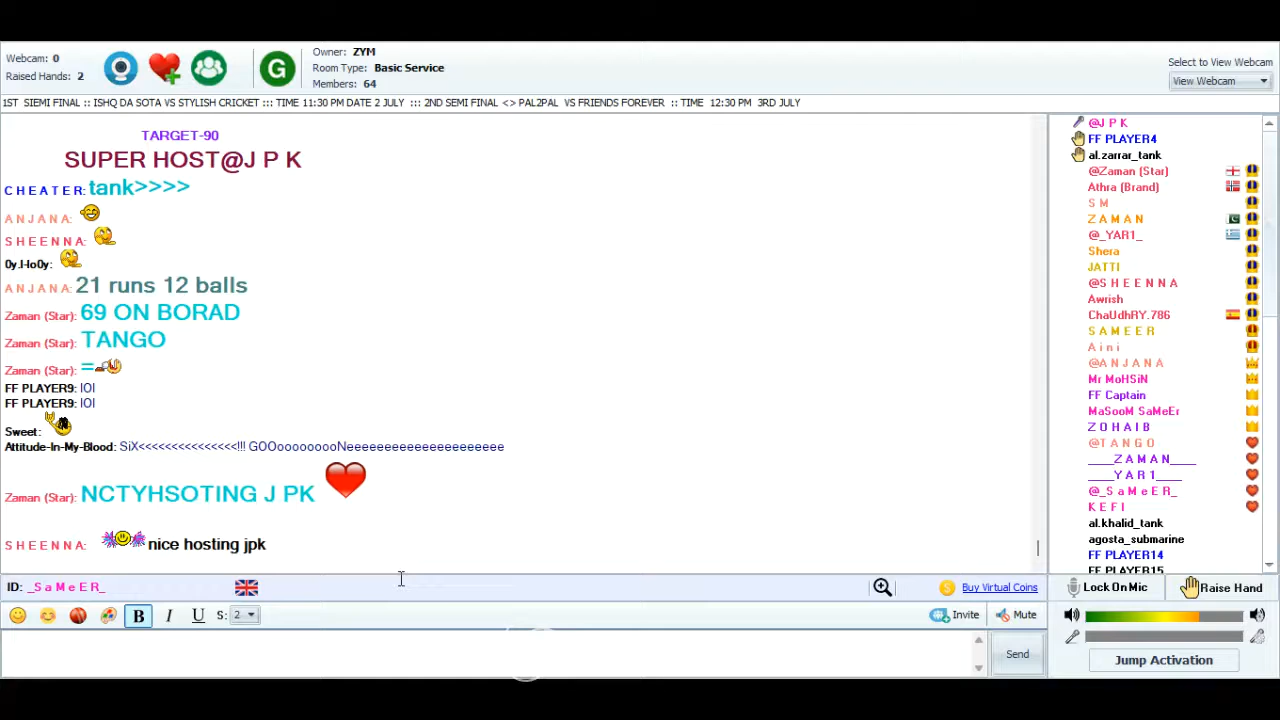 Webcam: 0
Raised Hands: 2
G
Owner: ZYM
Room Type: Basic Service
Members: 64
Select to View Webcam
View Webcam
1ST SIEMI FINAL :: ISHQ DA SOTA VS STYLISH CRICKET ::: TIME 11:30 PM DATE 2 JULY ::: 2ND SEMI FINAL <> PAL2PAL VS FRIENDS FOREVER :: TIME 12:30 PM 3RD JULY
TARGET-90
SUPER HOST@J P K
C H E A T E R: tank>>>>
A N J A N A:
S H E E N N A:
0y.l-lo0y:
A N J A N A: 21 runs 12 balls
Zaman (Star): 69 ON BORAD
Zaman (Star): TANGO
Zaman (Star): =
FF PLAYER9: lOl
FF PLAYER9: lOl
Sweet:
Attitude-In-My-Blood: SiX<<<<<<<<<<<<<<<!!! GOOooooooooNeeeeeeeeeeeeeeeeeeeeee
Zaman (Star): NCTYHSOTING J PK
S H E E N N A: nice hosting jpk
@J P K
FF PLAYER4
al.zarrar_tank
@Zaman (Star)
Athra (Brand)
S M
Z A M A N
@_YAR1_
Shera
JATTI
@S H E E N N A
Awrish
ChaUdhRY.786
S A M E E R
A i n i
@A N J A N A
Mr MoHSiN
FF Captain
MaSooM SaMeEr
Z O H A I B
@T A N G O
____Z A M A N____
____Y A R 1____
@_S a M e E R_
K E F I
al.khalid_tank
agosta_submarine
FF PLAYER14
FF PLAYER15
ID: _S a M e E R_
Buy Virtual Coins
Lock On Mic
Raise Hand
B I U S: 2
Invite
Mute
Send
Jump Activation